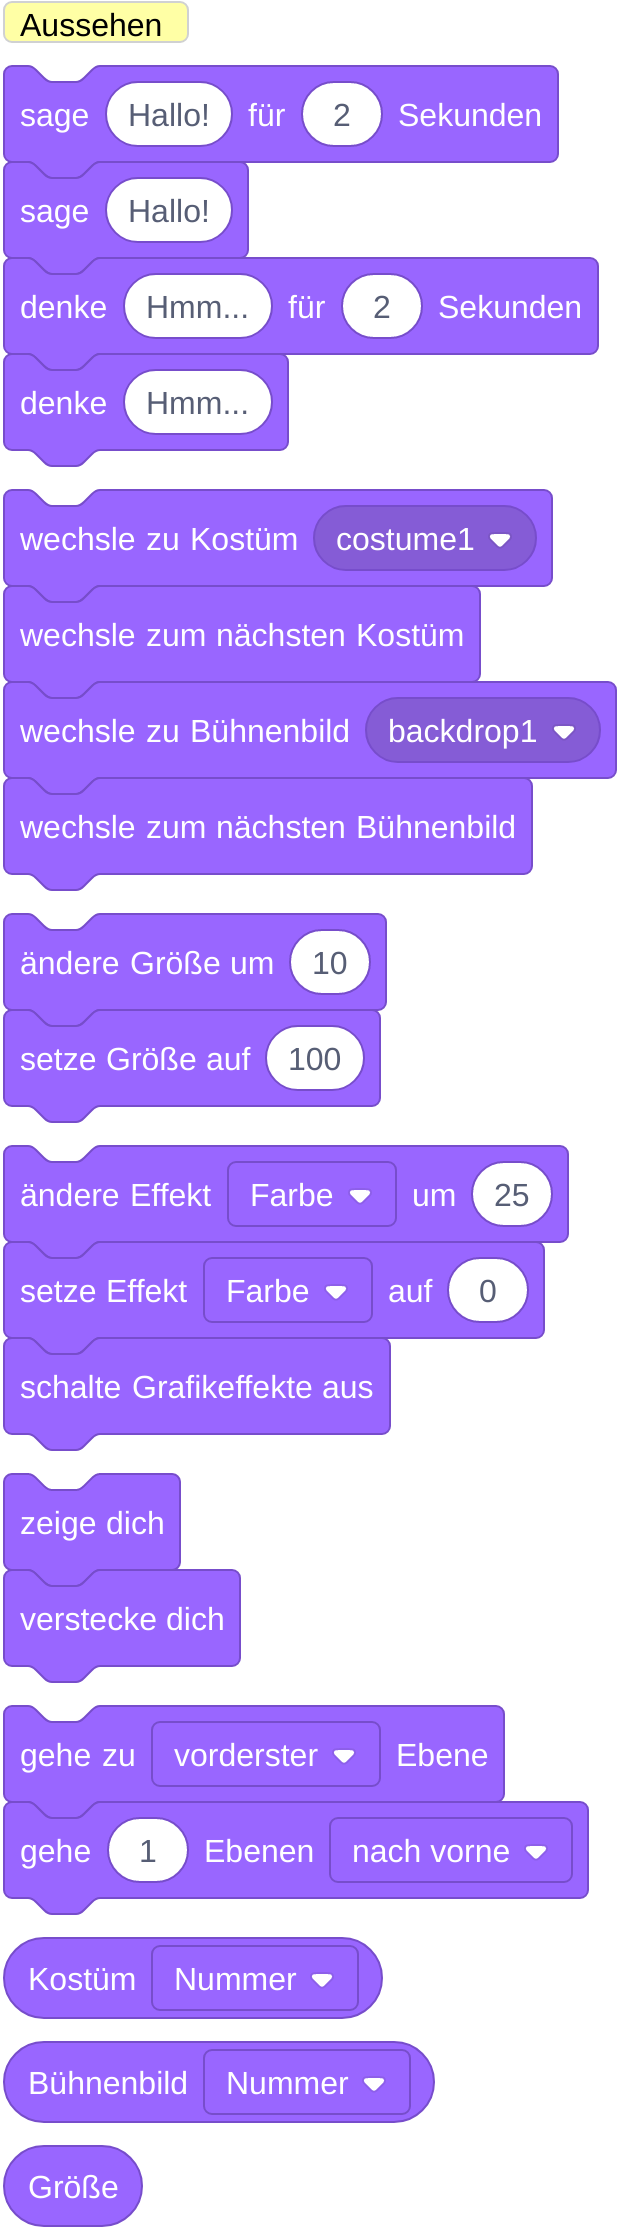 Aussehen
sage Hallo! für 2 Sekunden
sage Hallo!
denke Hmm... für 2 Sekunden
denke Hmm...
wechsle zu Kostüm costume1
wechsle zum nächsten Kostüm
wechsle zu Bühnenbild backdrop1
wechsle zum nächsten Bühnenbild
ändere Größe um 10
setze Größe auf 100
ändere Effekt Farbe um 25
setze Effekt Farbe auf 0
schalte Grafikeffekte aus
zeige dich
verstecke dich
gehe zu vorderster Ebene
gehe 1 Ebenen nach vorne
Kostüm Nummer
Bühnenbild Nummer
Größe